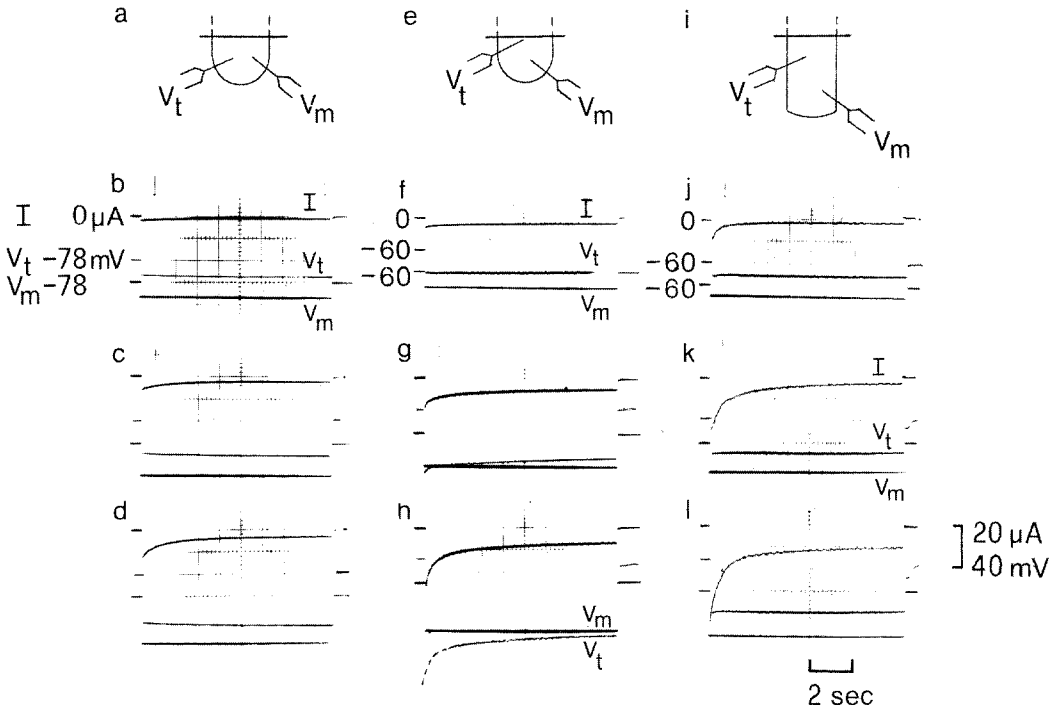 a e i
V_t V_m V_t V_m V_t V_m
b f j
I 0 μA I 0 I 0
V_t −78 mV V_t −60 V_t −60
V_m −78 V_m −60 V_m −60
c g k
I
V_t
V_m
d h l
V_m
V_t
20 μA
40 mV
2 sec